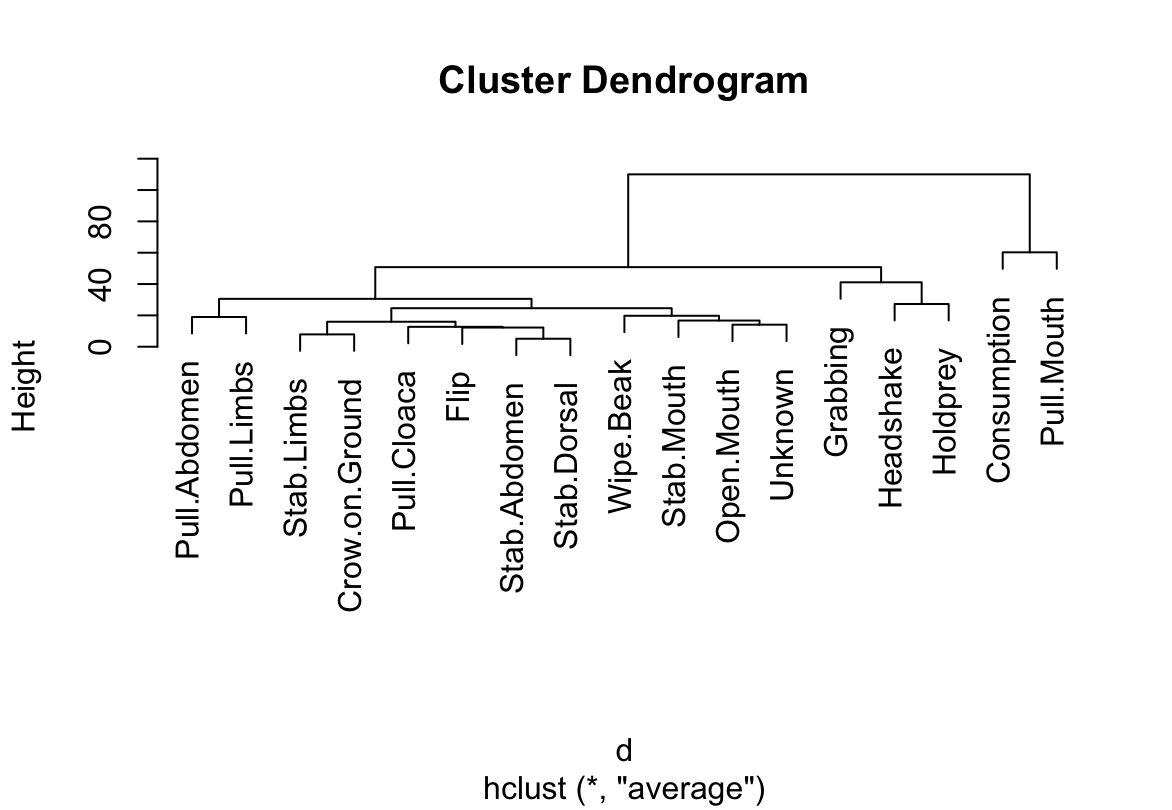 Cluster Dendrogram
Height
80
40
0
Pull.Abdomen
Pull.Limbs
Stab.Limbs
Crow.on.Ground
Pull.Cloaca
Flip
Stab.Abdomen
Stab.Dorsal
Wipe.Beak
Stab.Mouth
Open.Mouth
Unknown
Grabbing
Headshake
Holdprey
Consumption
Pull.Mouth
d
hclust (*, "average")